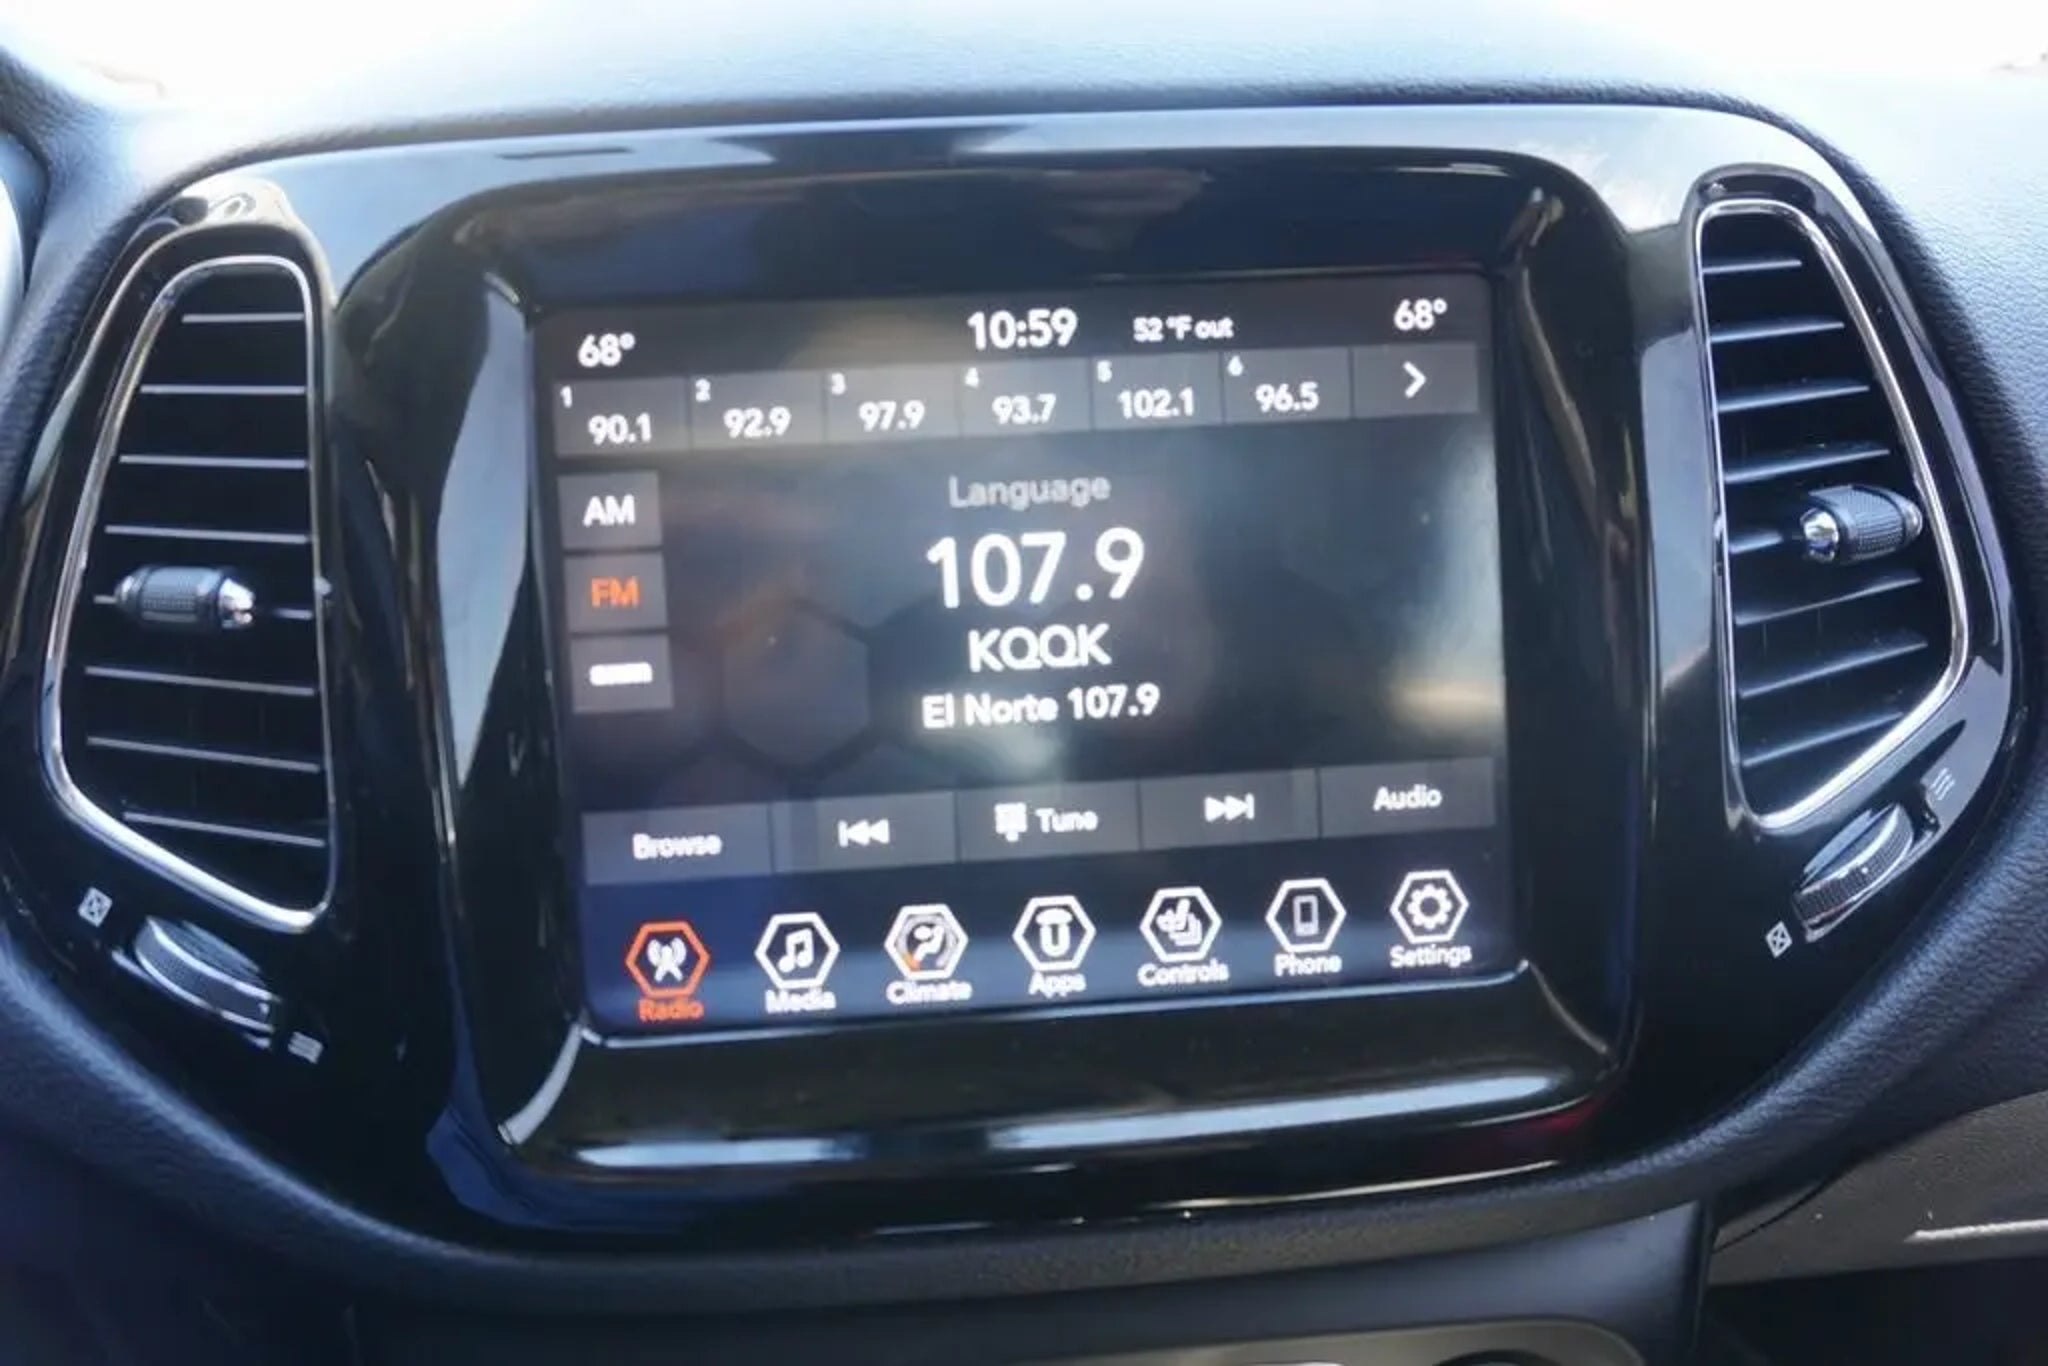 68° 10:59 52 °F out 68°
1 90.1 2 92.9 3 97.9 4 93.7 5 102.1 6 96.5
AM
Language
107.9
FM
KQQK
El Norte 107.9
Browse Tune Audio
Radio Media Climate Apps Controls Phone Settings